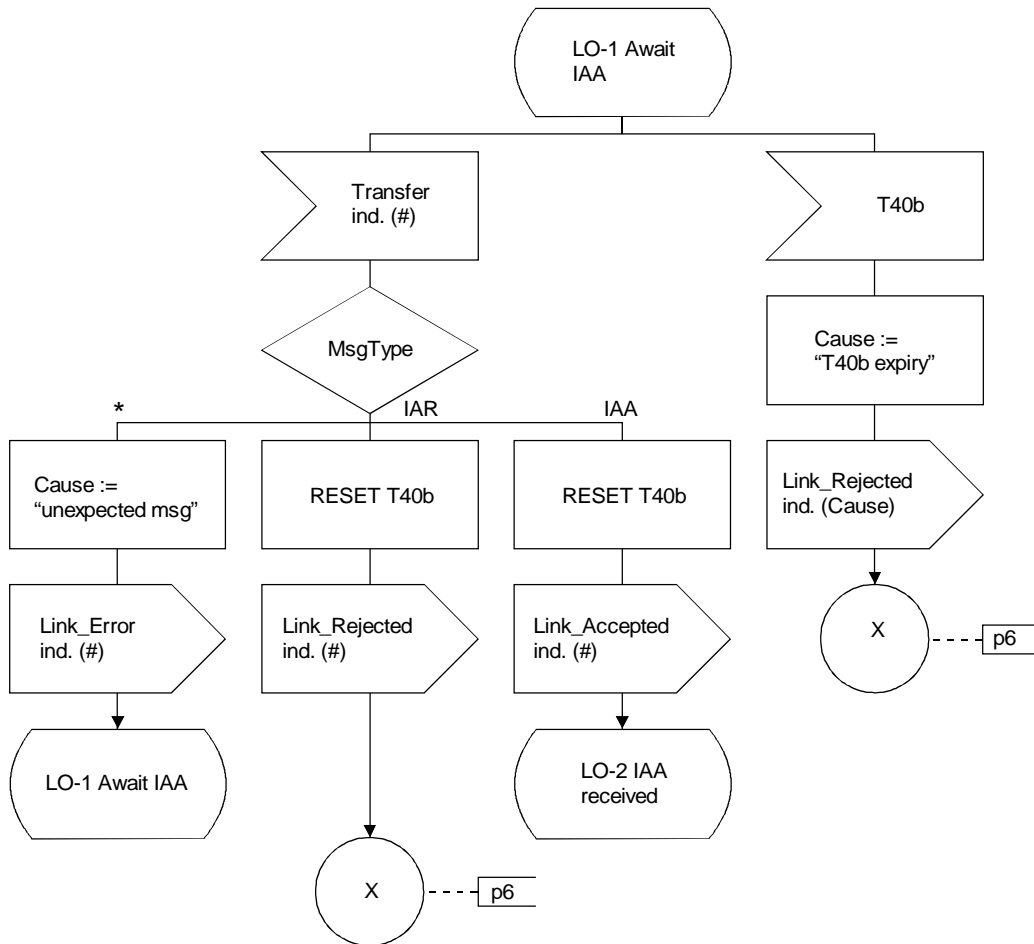 LO-1 Await
IAA
Transfer
ind. (#)
T40b
MsgType
Cause :=
“T40b expiry”
*
IAR
IAA
Cause :=
“unexpected msg”
RESET T40b
RESET T40b
Link_Rejected
ind. (Cause)
Link_Error
ind. (#)
Link_Rejected
ind. (#)
Link_Accepted
ind. (#)
X
p6
LO-1 Await IAA
LO-2 IAA
received
X
p6